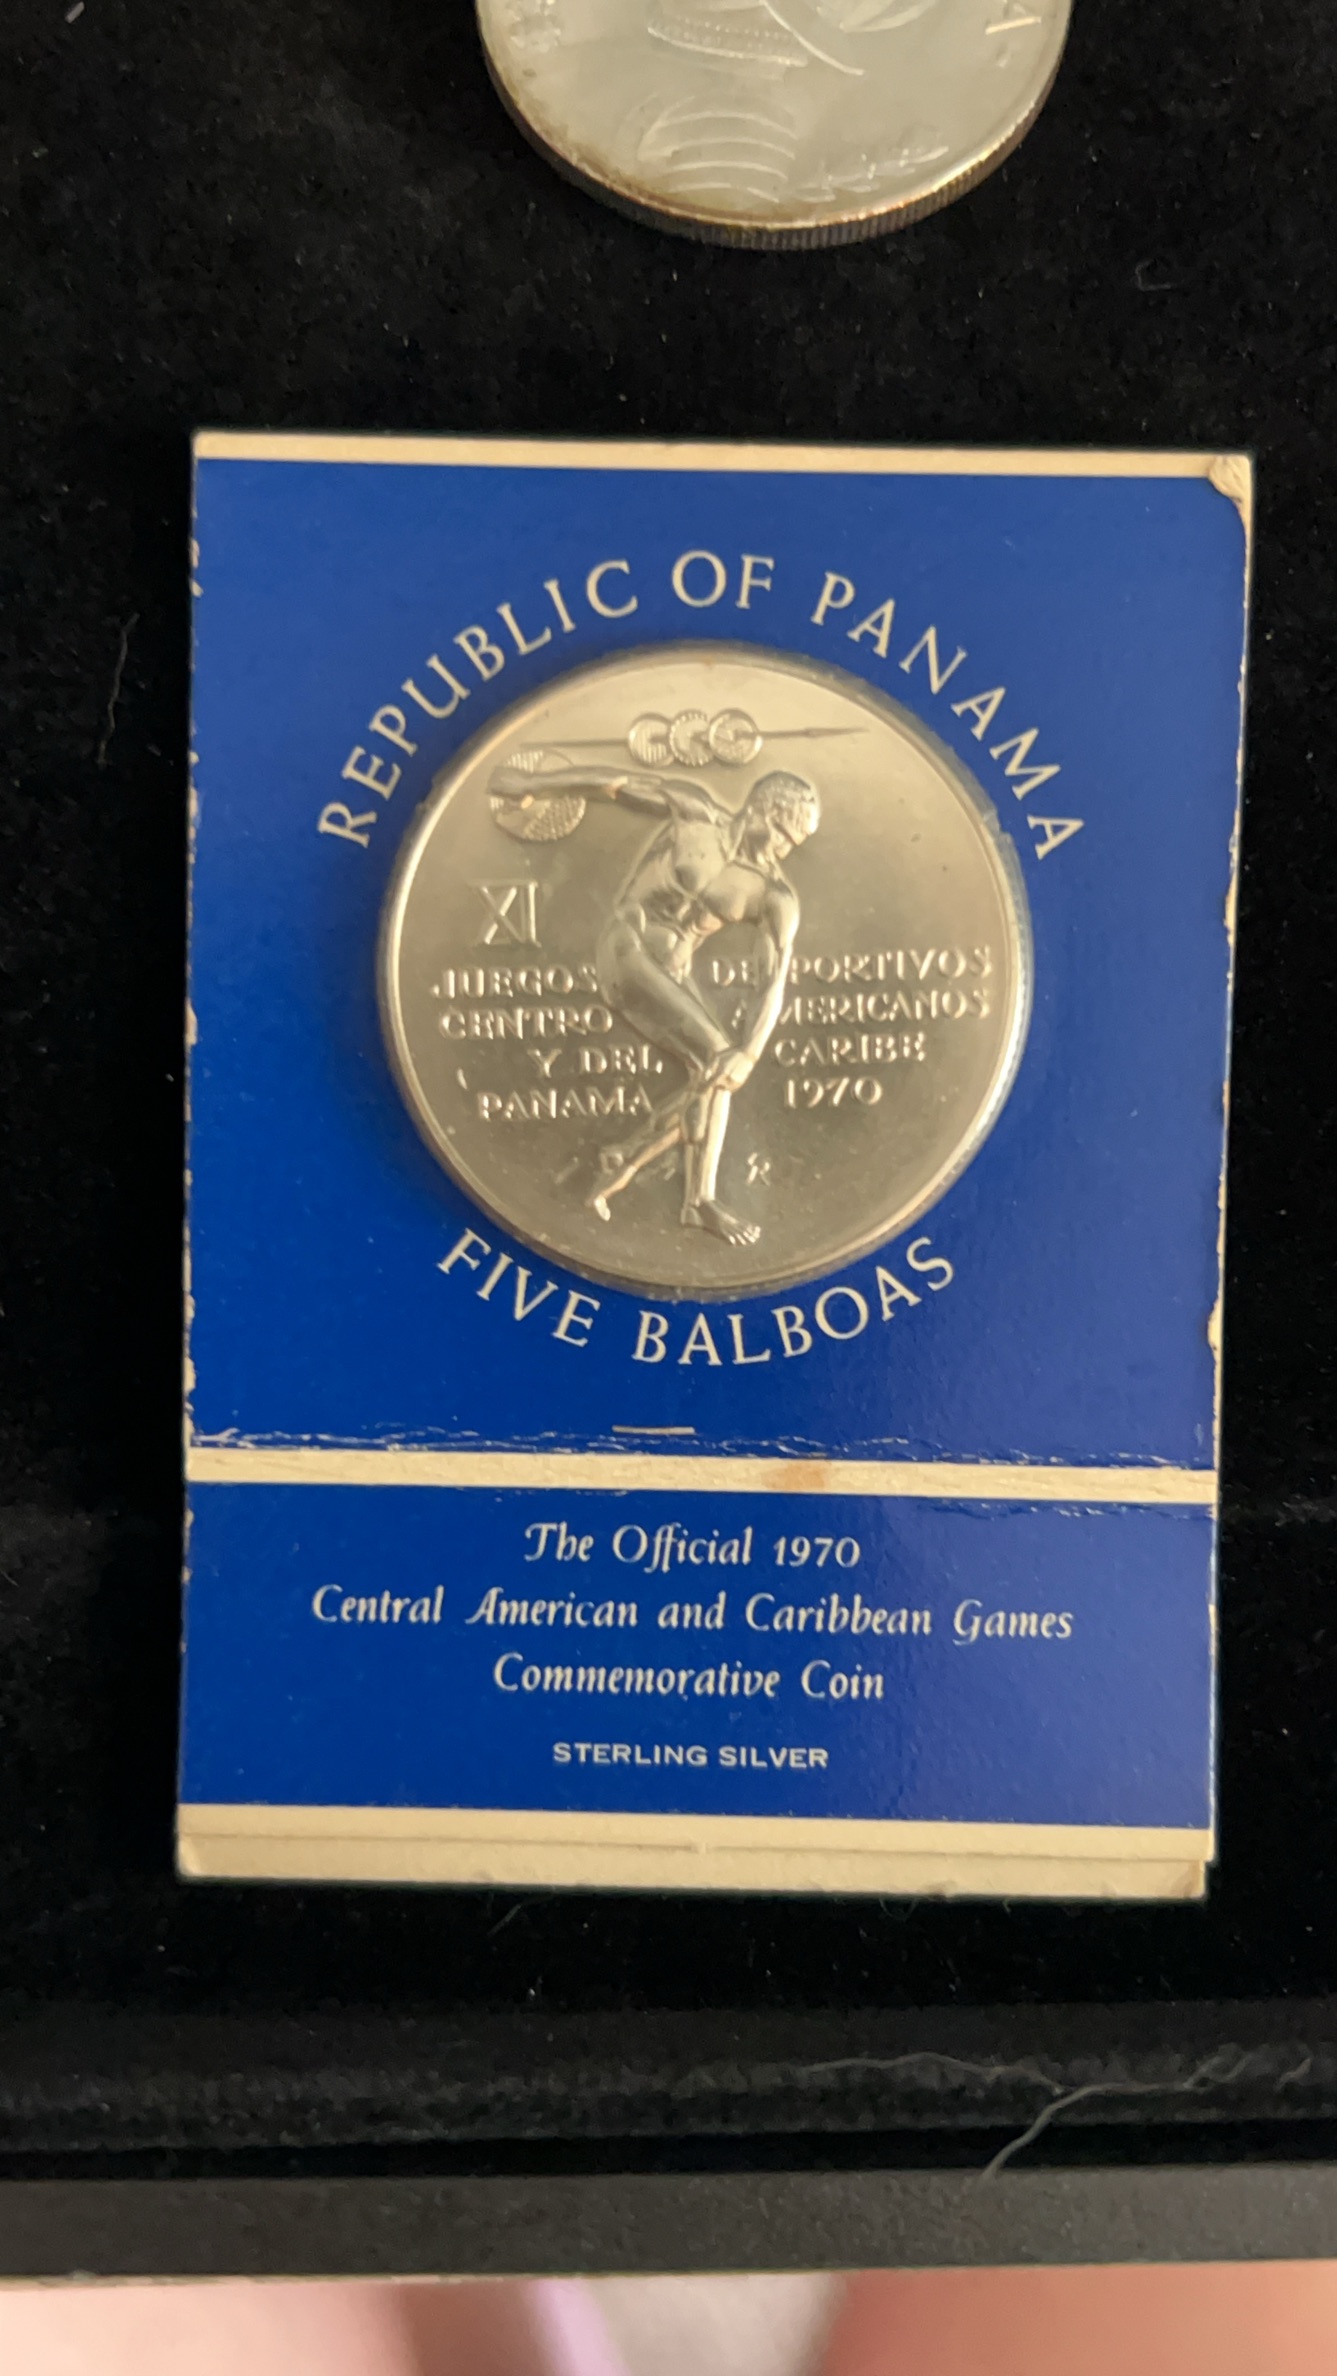 REPUBLIC OF PANAMA
XI
JUEGOS DEPORTIVOS
CENTRO AMERICANOS
Y DEL CARIBE
PANAMA 1970
FIVE BALBOAS
The Official 1970
Central American and Caribbean Games
Commemorative Coin
STERLING SILVER